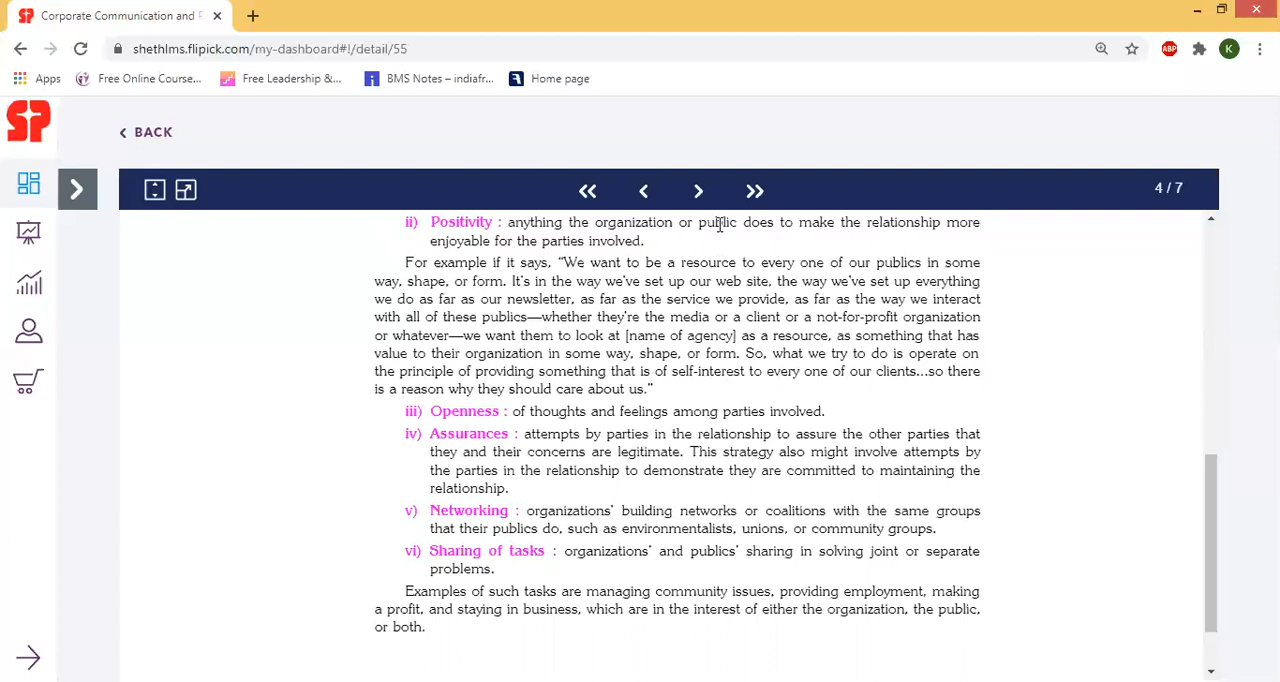 Corporate Communication and
shethlms.flipick.com/my-dashboard#!/detail/55
ABP
K
Apps
Free Online Course...
Free Leadership &...
BMS Notes – indiafr...
Home page
SP
BACK
4 / 7
ii) Positivity : anything the organization or public does to make the relationship more
enjoyable for the parties involved.
For example if it says, “We want to be a resource to every one of our publics in some
way, shape, or form. It’s in the way we’ve set up our web site, the way we’ve set up everything
we do as far as our newsletter, as far as the service we provide, as far as the way we interact
with all of these publics—whether they’re the media or a client or a not-for-profit organization
or whatever—we want them to look at [name of agency] as a resource, as something that has
value to their organization in some way, shape, or form. So, what we try to do is operate on
the principle of providing something that is of self-interest to every one of our clients...so there
is a reason why they should care about us.”
iii) Openness : of thoughts and feelings among parties involved.
iv) Assurances : attempts by parties in the relationship to assure the other parties that
they and their concerns are legitimate. This strategy also might involve attempts by
the parties in the relationship to demonstrate they are committed to maintaining the
relationship.
v) Networking : organizations’ building networks or coalitions with the same groups
that their publics do, such as environmentalists, unions, or community groups.
vi) Sharing of tasks : organizations’ and publics’ sharing in solving joint or separate
problems.
Examples of such tasks are managing community issues, providing employment, making
a profit, and staying in business, which are in the interest of either the organization, the public,
or both.